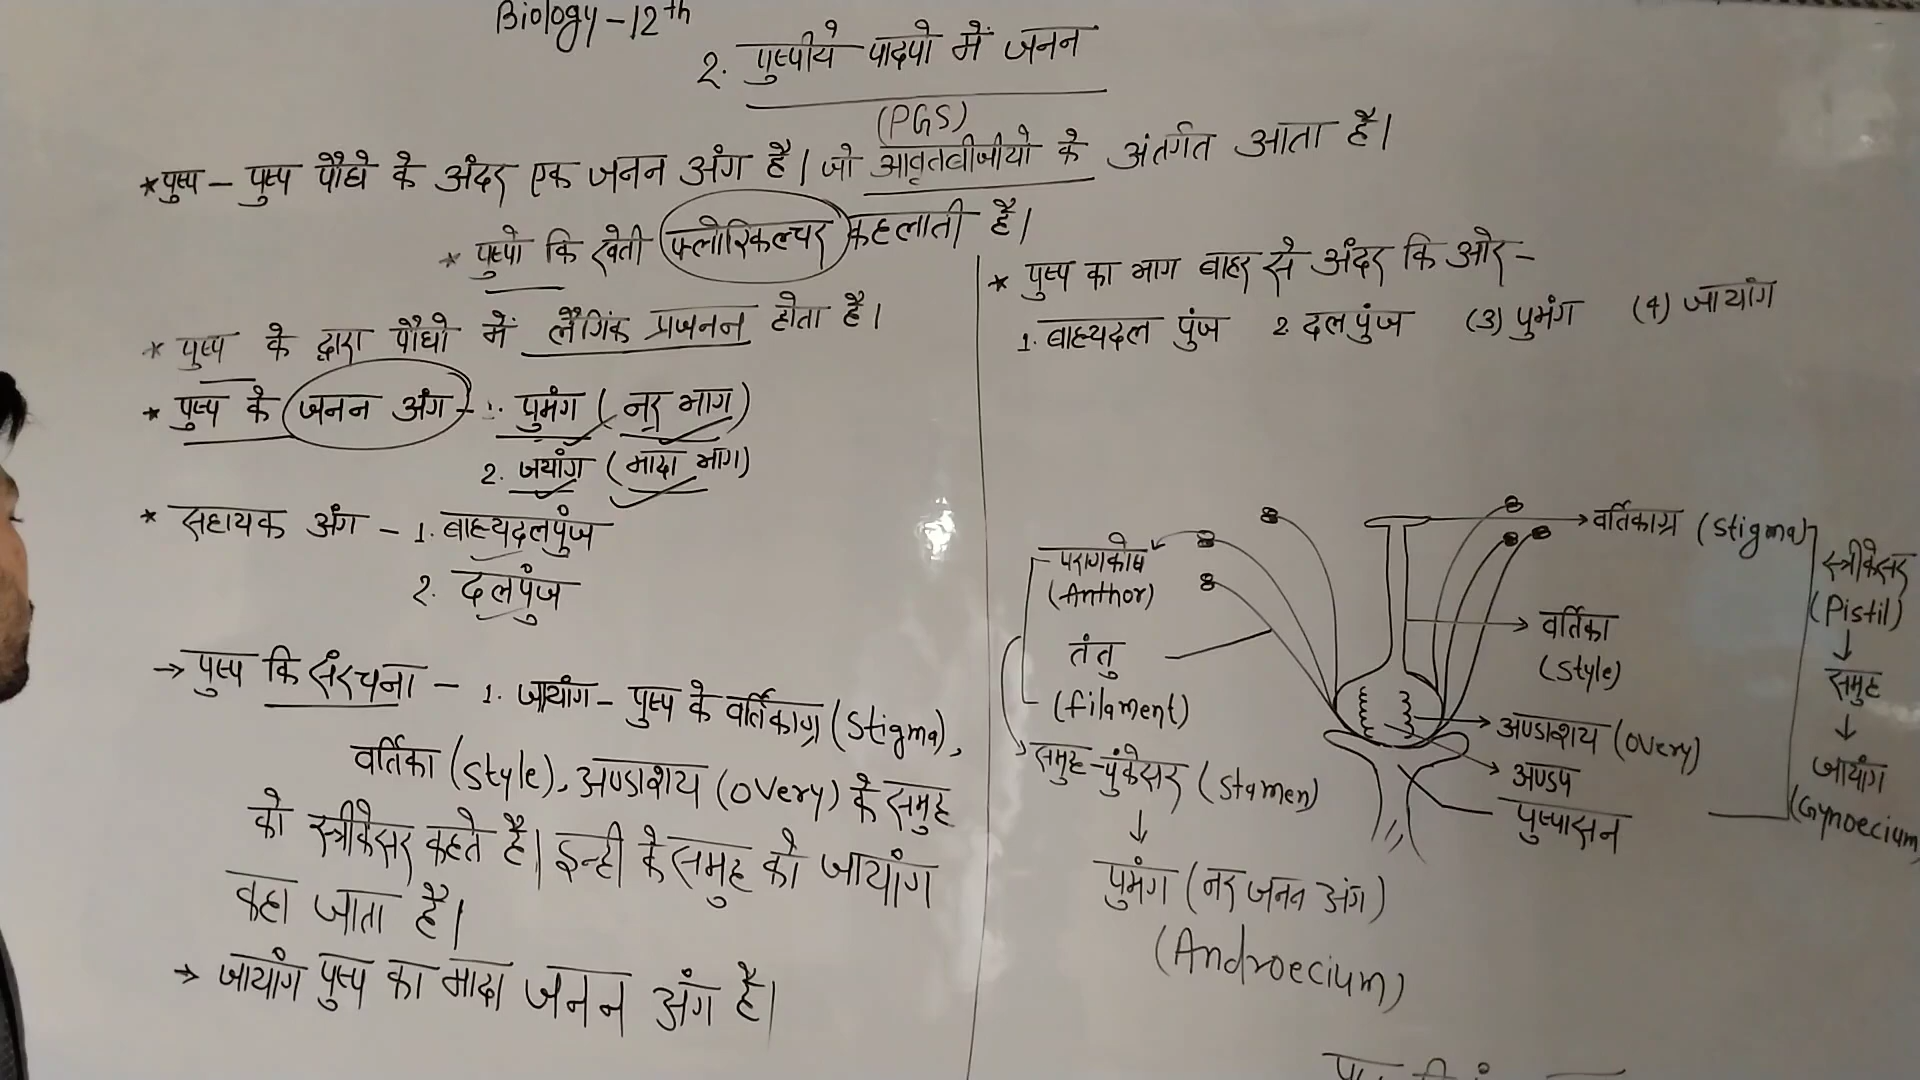 Biology - 12th
2. पुष्पीये पादपो में जनन
(PGS)
* पुष्प - पुष्प पौधे के अंदर एक जनन अंग है। जो आवृतबीजीयो के अंतर्गत आता है।
* पुष्पो कि खेती फ्लोरिकल्चर कहलाती है।
* पुष्प के द्वारा पौधो में लैंगिक प्रजनन होता है।
* पुष्प के जनन अंग - 1. पुमंग (नर भाग)
2. जयांग (मादा भाग)
* सहायक अंग - 1. बाह्यदलपुंज
2. दलपुंज
→ पुष्प कि संरचना - 1. जायांग - पुष्प के वर्तिकाग्र (Stigma),
वर्तिका (Style), अण्डाशय (Overy) के समुह
को स्त्रीकेसर कहते है। इन्ही के समुह को जायांग
कहा जाता है।
→ जायांग पुष्प का मादा जनन अंग है।
* पुष्प का भाग बाहर से अंदर कि ओर -
1. बाह्यदल पुंज 2 दलपुंज (3) पुमंग (4) जायांग
परागकोष
(Anthor)
तंतु
(filament)
समुह - पुंकेसर (Stamen)
↓
पुमंग (नर जनन अंग)
(Androecium)
वर्तिकाग्र (Stigma)
वर्तिका
(Style)
अण्डाशय (Overy)
अण्डप
पुष्पासन
स्त्रीकेसर
(Pistil)
↓
समुह
↓
जायांग
(Gynoecium)